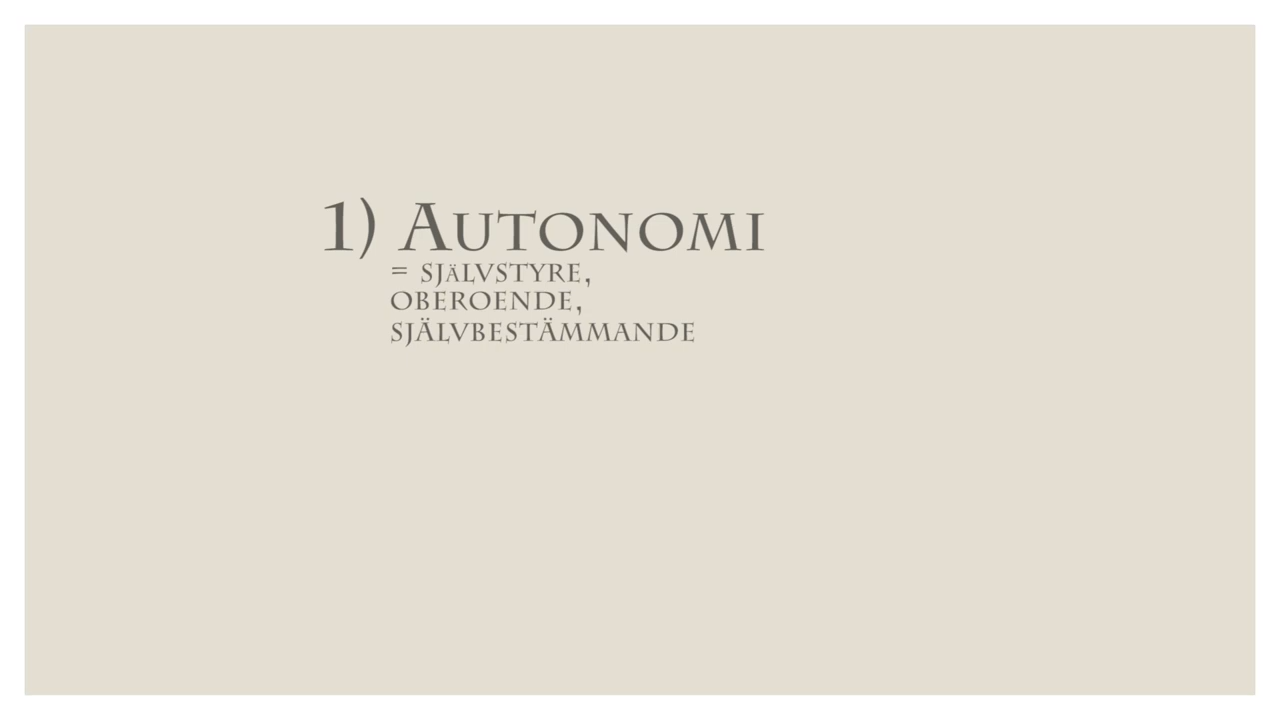 1) Autonomi
= självstyre,
oberoende,
självbestämmande